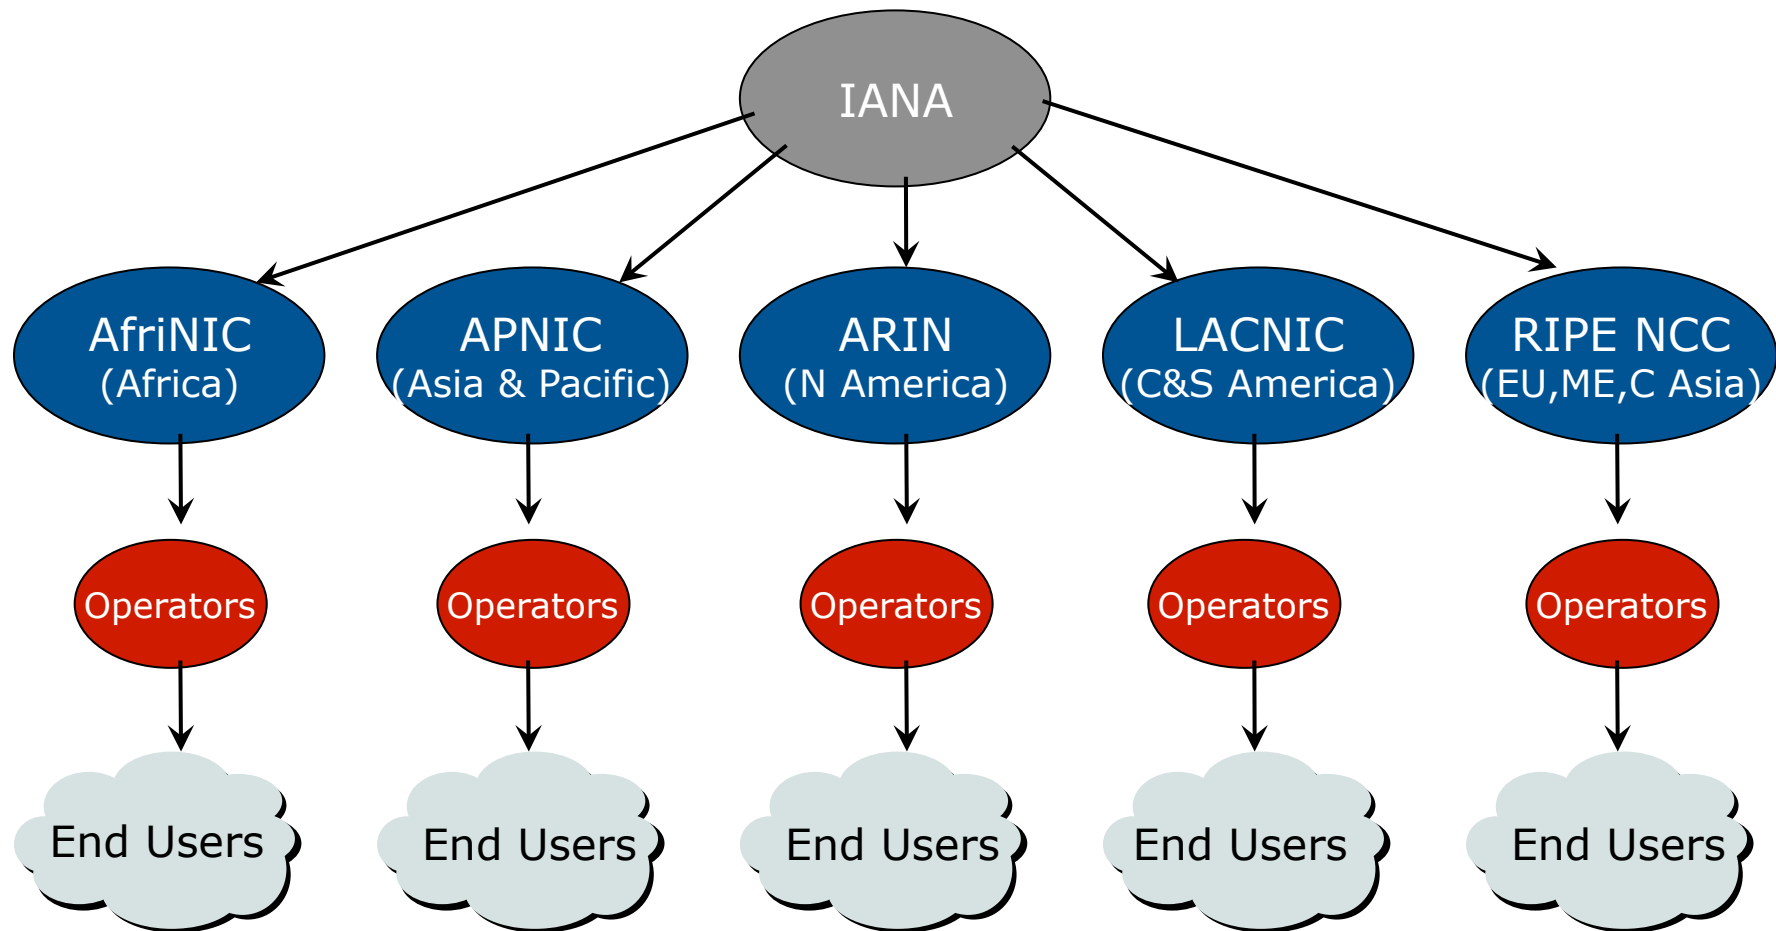 IANA
AfriNIC
(Africa)
APNIC
(Asia & Pacific)
ARIN
(N America)
LACNIC
(C&S America)
RIPE NCC
(EU,ME,C Asia)
Operators
Operators
Operators
Operators
Operators
End Users
End Users
End Users
End Users
End Users